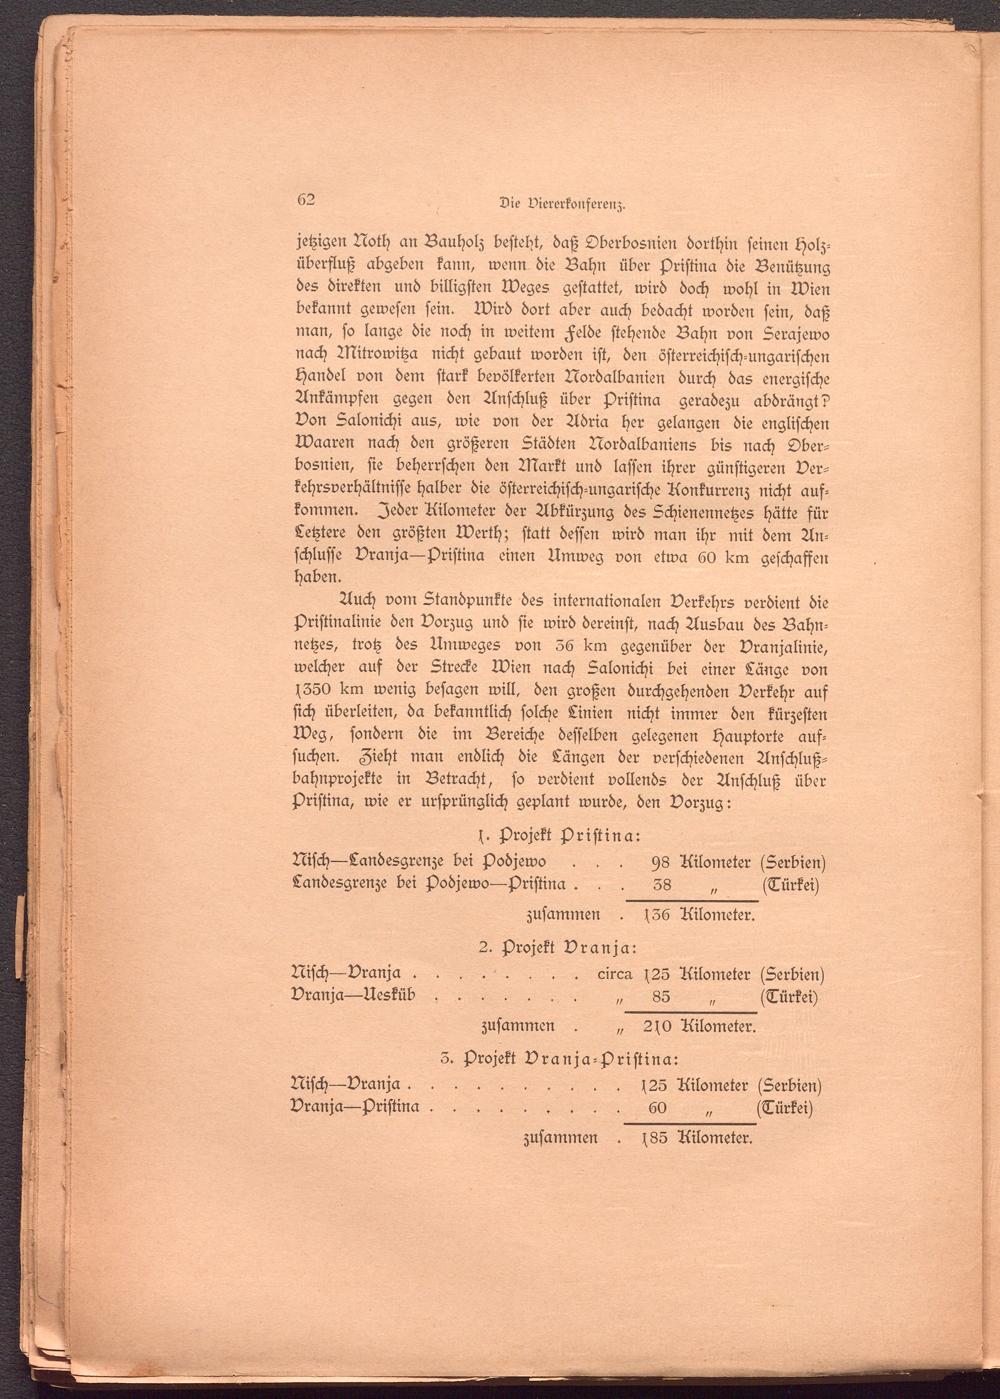 62
Die Viererkonferenz.
jetzigen Noth an Bauholz besteht, daß Oberbosnien dorthin seinen Holz-
überfluß abgeben kann, wenn die Bahn über Pristina die Benützung
des direkten und billigsten Weges gestattet, wird doch wohl in Wien
bekannt gewesen sein. Wird dort aber auch bedacht worden sein, daß
man, so lange die noch in weitem Felde stehende Bahn von Serajewo
nach Mitrowitza nicht gebaut worden ist, den österreichisch-ungarischen
Handel von dem stark bevölkerten Nordalbanien durch das energische
Ankämpfen gegen den Anschluß über Pristina geradezu abdrängt?
Von Salonichi aus, wie von der Adria her gelangen die englischen
Waaren nach den größeren Städten Nordalbaniens bis nach Ober-
bosnien, sie beherrschen den Markt und lassen ihrer günstigeren Ver-
kehrsverhältnisse halber die österreichisch-ungarische Konkurrenz nicht auf-
kommen. Jeder Kilometer der Abkürzung des Schienennetzes hätte für
Letztere den größten Werth; statt dessen wird man ihr mit dem An-
schlusse Vranja—Pristina einen Umweg von etwa 60 km geschaffen
haben.
Auch vom Standpunkte des internationalen Verkehrs verdient die
Pristinalinie den Vorzug und sie wird dereinst, nach Ausbau des Bahn-
netzes, trotz des Umweges von 36 km gegenüber der Vranjalinie,
welcher auf der Strecke Wien nach Salonichi bei einer Länge von
1350 km wenig besagen will, den großen durchgehenden Verkehr auf
sich überleiten, da bekanntlich solche Linien nicht immer den kürzesten
Weg, sondern die im Bereiche desselben gelegenen Hauptorte auf-
suchen. Zieht man endlich die Längen der verschiedenen Anschluß-
bahnprojekte in Betracht, so verdient vollends der Anschluß über
Pristina, wie er ursprünglich geplant wurde, den Vorzug:
1. Projekt Pristina:
Nisch—Landesgrenze bei Podjewo . . . 98 Kilometer (Serbien)
Landesgrenze bei Podjewo—Pristina . . . 38 „ (Türkei)
zusammen . 136 Kilometer.
2. Projekt Vranja:
Nisch—Vranja . . . . . . . . circa 125 Kilometer (Serbien)
Vranja—Uesküb . . . . . . . „ 85 „ (Türkei)
zusammen . „ 210 Kilometer.
3. Projekt Vranja-Pristina:
Nisch—Vranja . . . . . . . . . . 125 Kilometer (Serbien)
Vranja—Pristina . . . . . . . . . 60 „ (Türkei)
zusammen . 185 Kilometer.